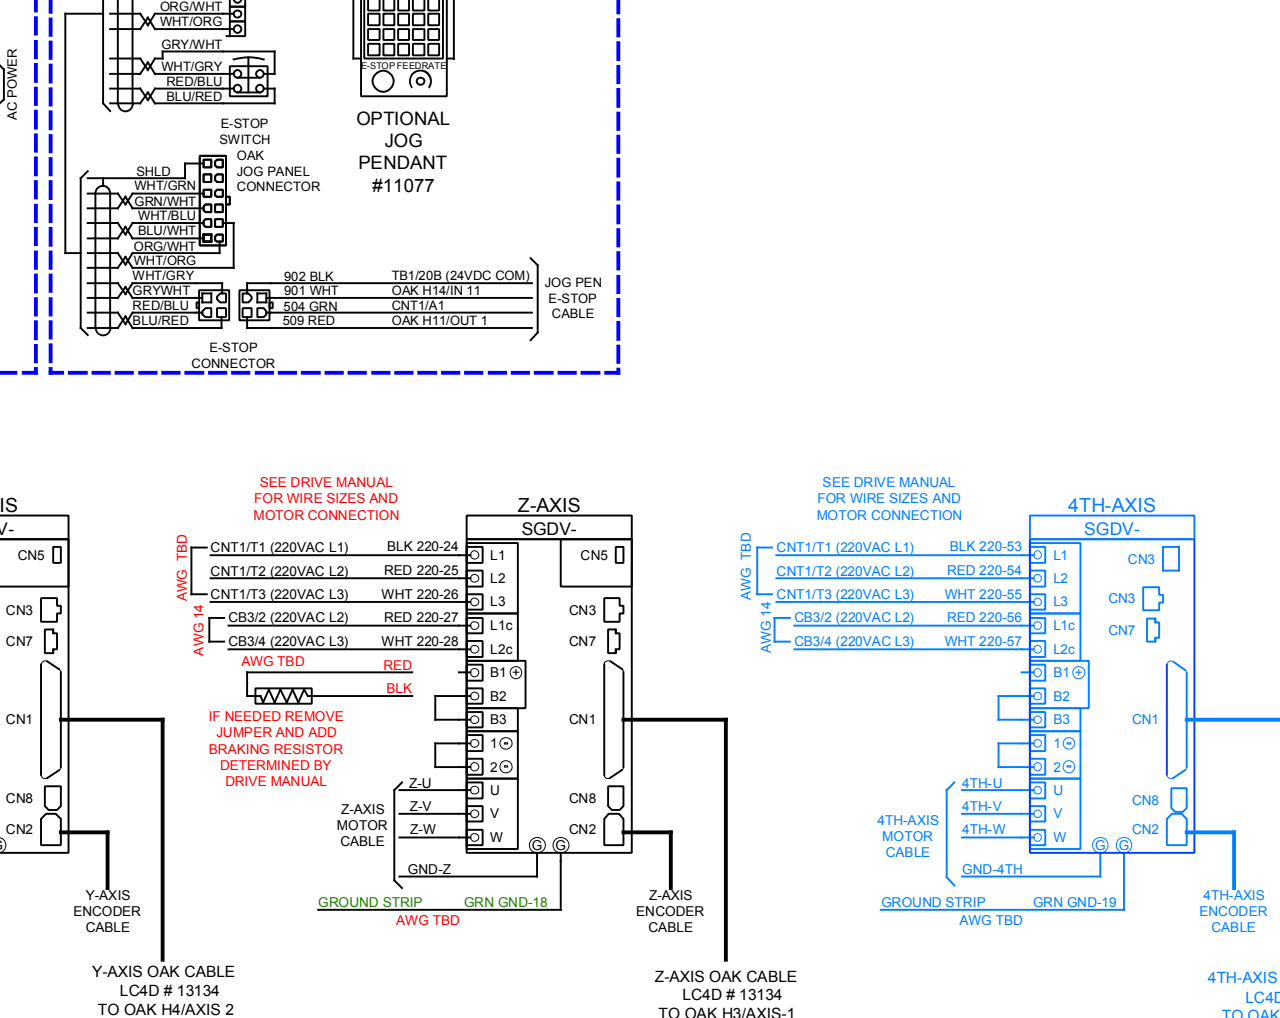 AC POWER
ORG/WHT
WHT/ORG
GRY/WHT
WHT/GRY
RED/BLU
BLU/RED
E-STOP
SWITCH
E-STOP FEEDRATE
OPTIONAL
JOG
PENDANT
#11077
OAK
JOG PANEL
CONNECTOR
SHLD
WHT/GRN
GRN/WHT
WHT/BLU
BLU/WHT
ORG/WHT
WHT/ORG
WHT/GRY
GRYWHT
RED/BLU
BLU/RED
E-STOP
CONNECTOR
902 BLK TB1/20B (24VDC COM)
901 WHT OAK H14/IN 11
504 GRN CNT1/A1
509 RED OAK H11/OUT 1
JOG PEN
E-STOP
CABLE
IS
V-
CN5
CN3
CN7
CN1
CN8
CN2
G
Y-AXIS
ENCODER
CABLE
Y-AXIS OAK CABLE
LC4D # 13134
TO OAK H4/AXIS 2
SEE DRIVE MANUAL
FOR WIRE SIZES AND
MOTOR CONNECTION
Z-AXIS
SGDV-
AWG TBD
CNT1/T1 (220VAC L1) BLK 220-24 L1
CNT1/T2 (220VAC L2) RED 220-25 L2
CNT1/T3 (220VAC L3) WHT 220-26 L3
AWG 14
CB3/2 (220VAC L2) RED 220-27 L1c
CB3/4 (220VAC L3) WHT 220-28 L2c
AWG TBD
RED
BLK
B1
B2
B3
1
2
IF NEEDED REMOVE
JUMPER AND ADD
BRAKING RESISTOR
DETERMINED BY
DRIVE MANUAL
Z-AXIS
MOTOR
CABLE
Z-U U
Z-V V
Z-W W
GND-Z
G G
GROUND STRIP GRN GND-18
AWG TBD
CN5
CN3
CN7
CN1
CN8
CN2
Z-AXIS
ENCODER
CABLE
Z-AXIS OAK CABLE
LC4D # 13134
TO OAK H3/AXIS-1
SEE DRIVE MANUAL
FOR WIRE SIZES AND
MOTOR CONNECTION
4TH-AXIS
SGDV-
AWG TBD
CNT1/T1 (220VAC L1) BLK 220-53 L1
CNT1/T2 (220VAC L2) RED 220-54 L2
CNT1/T3 (220VAC L3) WHT 220-55 L3
AWG 14
CB3/2 (220VAC L2) RED 220-56 L1c
CB3/4 (220VAC L3) WHT 220-57 L2c
B1
B2
B3
1
2
4TH-AXIS
MOTOR
CABLE
4TH-U U
4TH-V V
4TH-W W
GND-4TH
G G
GROUND STRIP GRN GND-19
AWG TBD
CN3
CN3
CN7
CN1
CN8
CN2
4TH-AXIS
ENCODER
CABLE
4TH-AXIS
LC4D
TO OAK